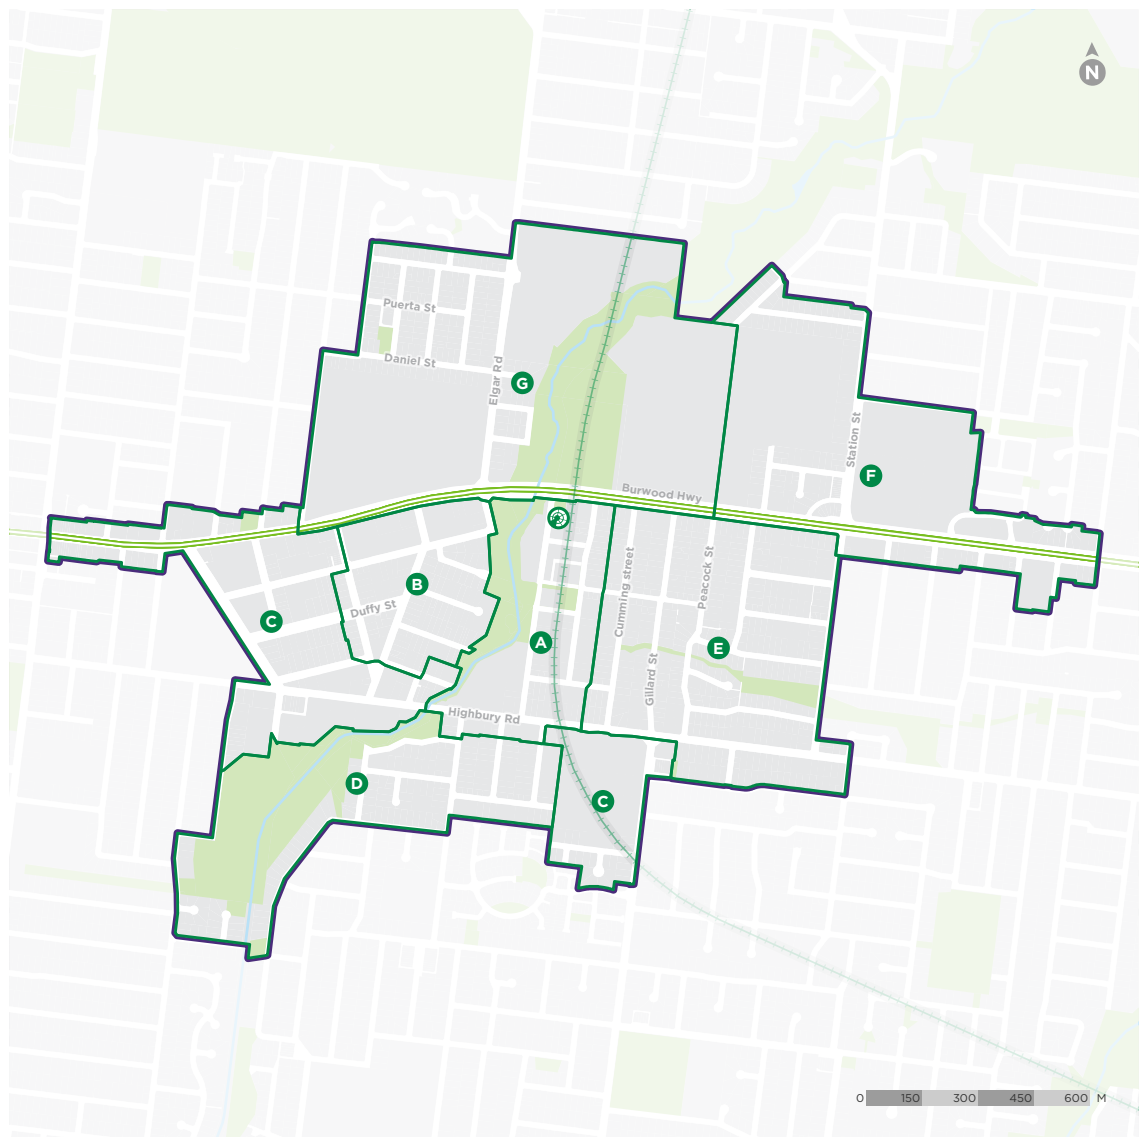 N
Puerta St
Daniel St
Elgar Rd
G
Station St
F
Burwood Hwy
B
Duffy St
C
A
Cumming street
Peacock St
E
Gillard St
Highbury Rd
D
C
0 150 300 450 600 M